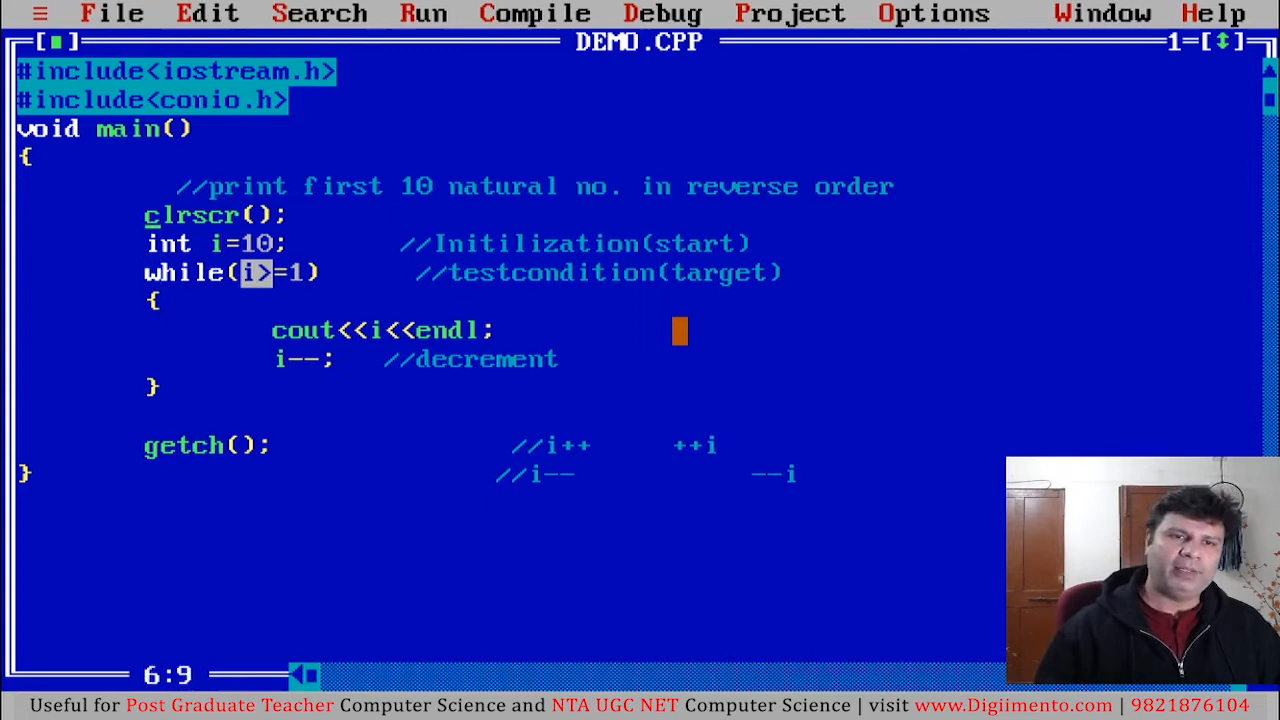 ≡ File Edit Search Run Compile Debug Project Options Window Help
[■] DEMO.CPP 1=[↕]
#include<iostream.h>
#include<conio.h>
void main()
{
//print first 10 natural no. in reverse order
clrscr();
int i=10; //Initilization(start)
while(i>=1) //testcondition(target)
{
cout<<i<<endl;
i--; //decrement
}
getch(); //i++ ++i
} //i-- --i
6:9
Useful for Post Graduate Teacher Computer Science and NTA UGC NET Computer Science | visit www.Digiimento.com | 9821876104